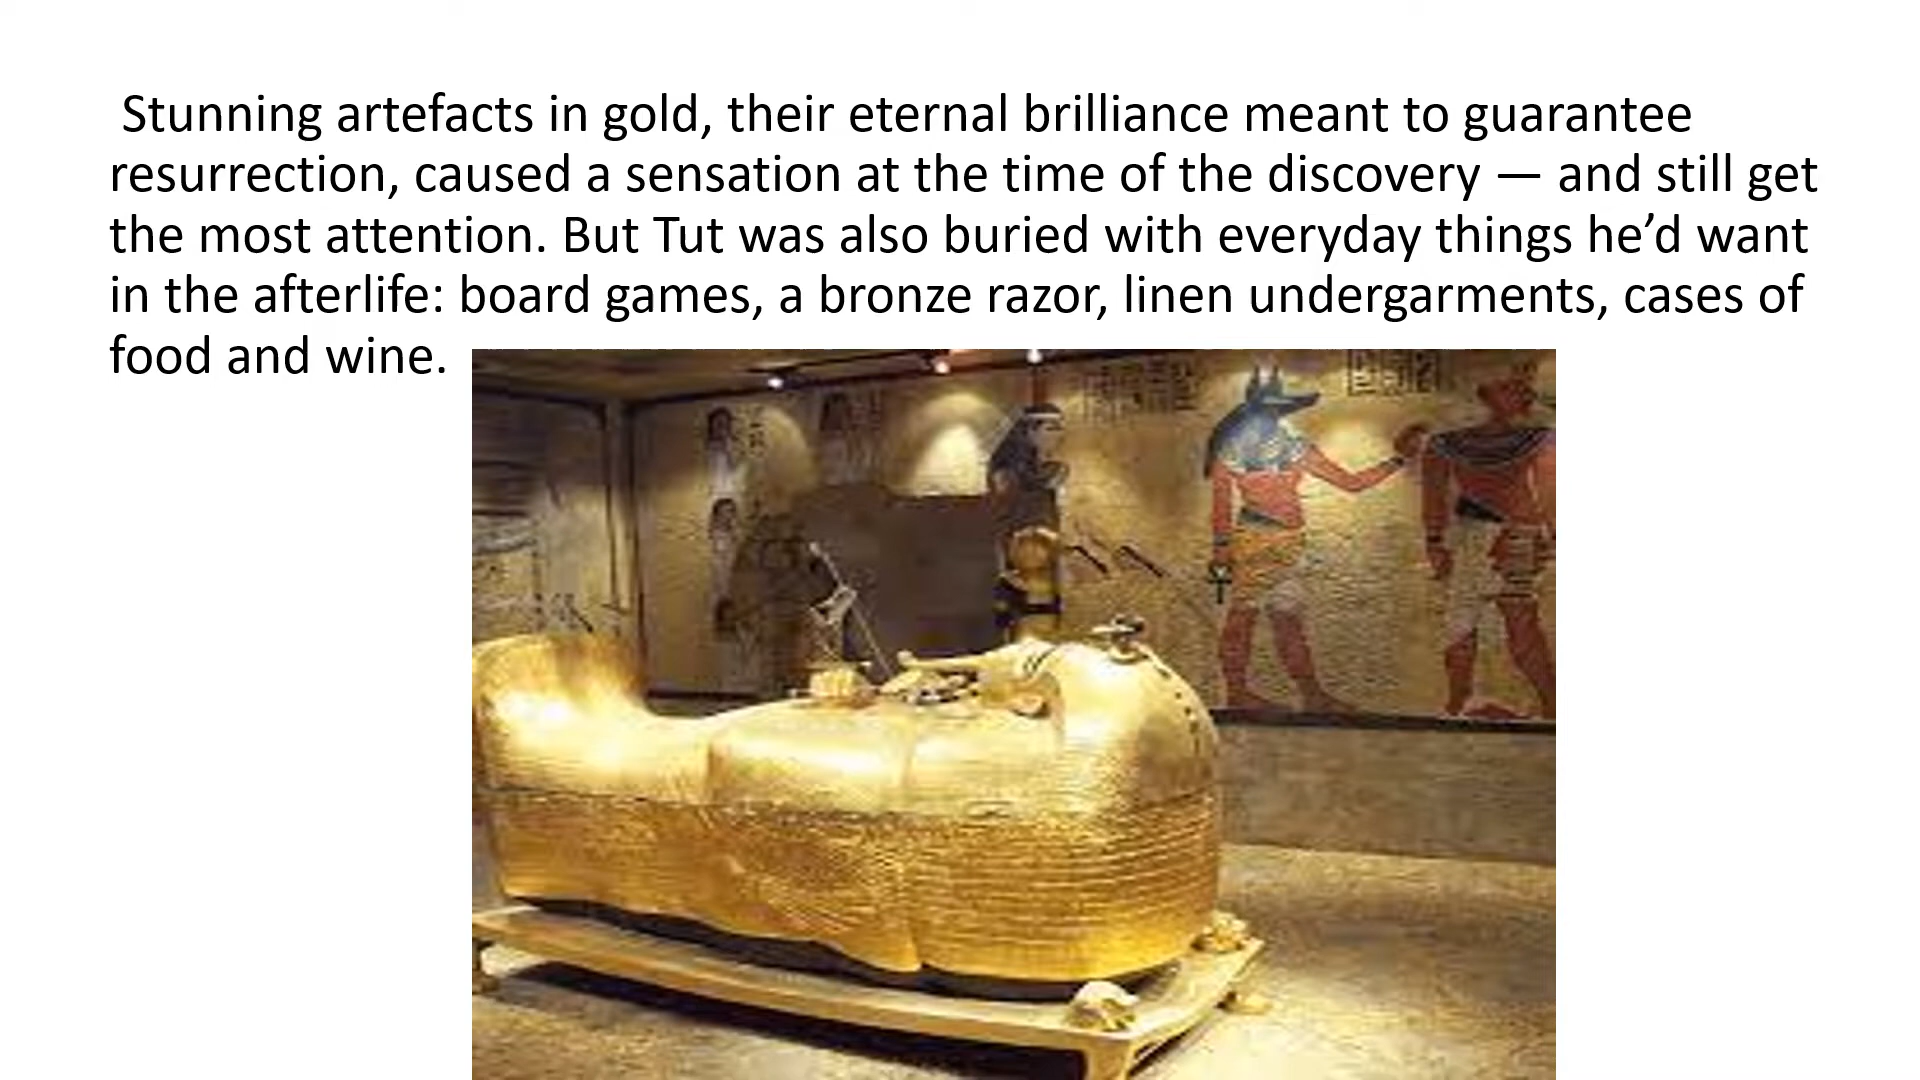 Stunning artefacts in gold, their eternal brilliance meant to guarantee
resurrection, caused a sensation at the time of the discovery — and still get
the most attention. But Tut was also buried with everyday things he’d want
in the afterlife: board games, a bronze razor, linen undergarments, cases of
food and wine.